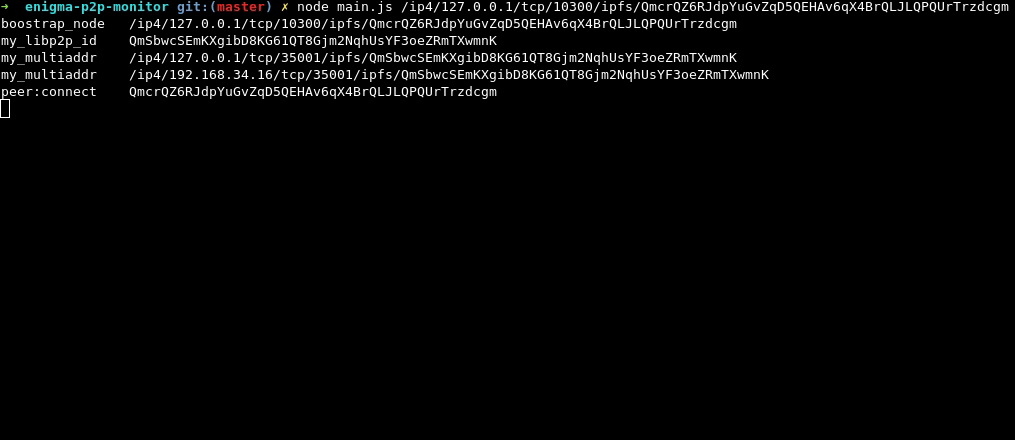 → enigma-p2p-monitor git:(master) ✗ node main.js /ip4/127.0.0.1/tcp/10300/ipfs/QmcrQZ6RJdpYuGvZqD5QEHAv6qX4BrQLJLQPQUrTrzdcgm
boostrap_node /ip4/127.0.0.1/tcp/10300/ipfs/QmcrQZ6RJdpYuGvZqD5QEHAv6qX4BrQLJLQPQUrTrzdcgm
my_libp2p_id QmSbwcSEmKXgibD8KG61QT8Gjm2NqhUsYF3oeZRmTXwmnK
my_multiaddr /ip4/127.0.0.1/tcp/35001/ipfs/QmSbwcSEmKXgibD8KG61QT8Gjm2NqhUsYF3oeZRmTXwmnK
my_multiaddr /ip4/192.168.34.16/tcp/35001/ipfs/QmSbwcSEmKXgibD8KG61QT8Gjm2NqhUsYF3oeZRmTXwmnK
peer:connect QmcrQZ6RJdpYuGvZqD5QEHAv6qX4BrQLJLQPQUrTrzdcgm